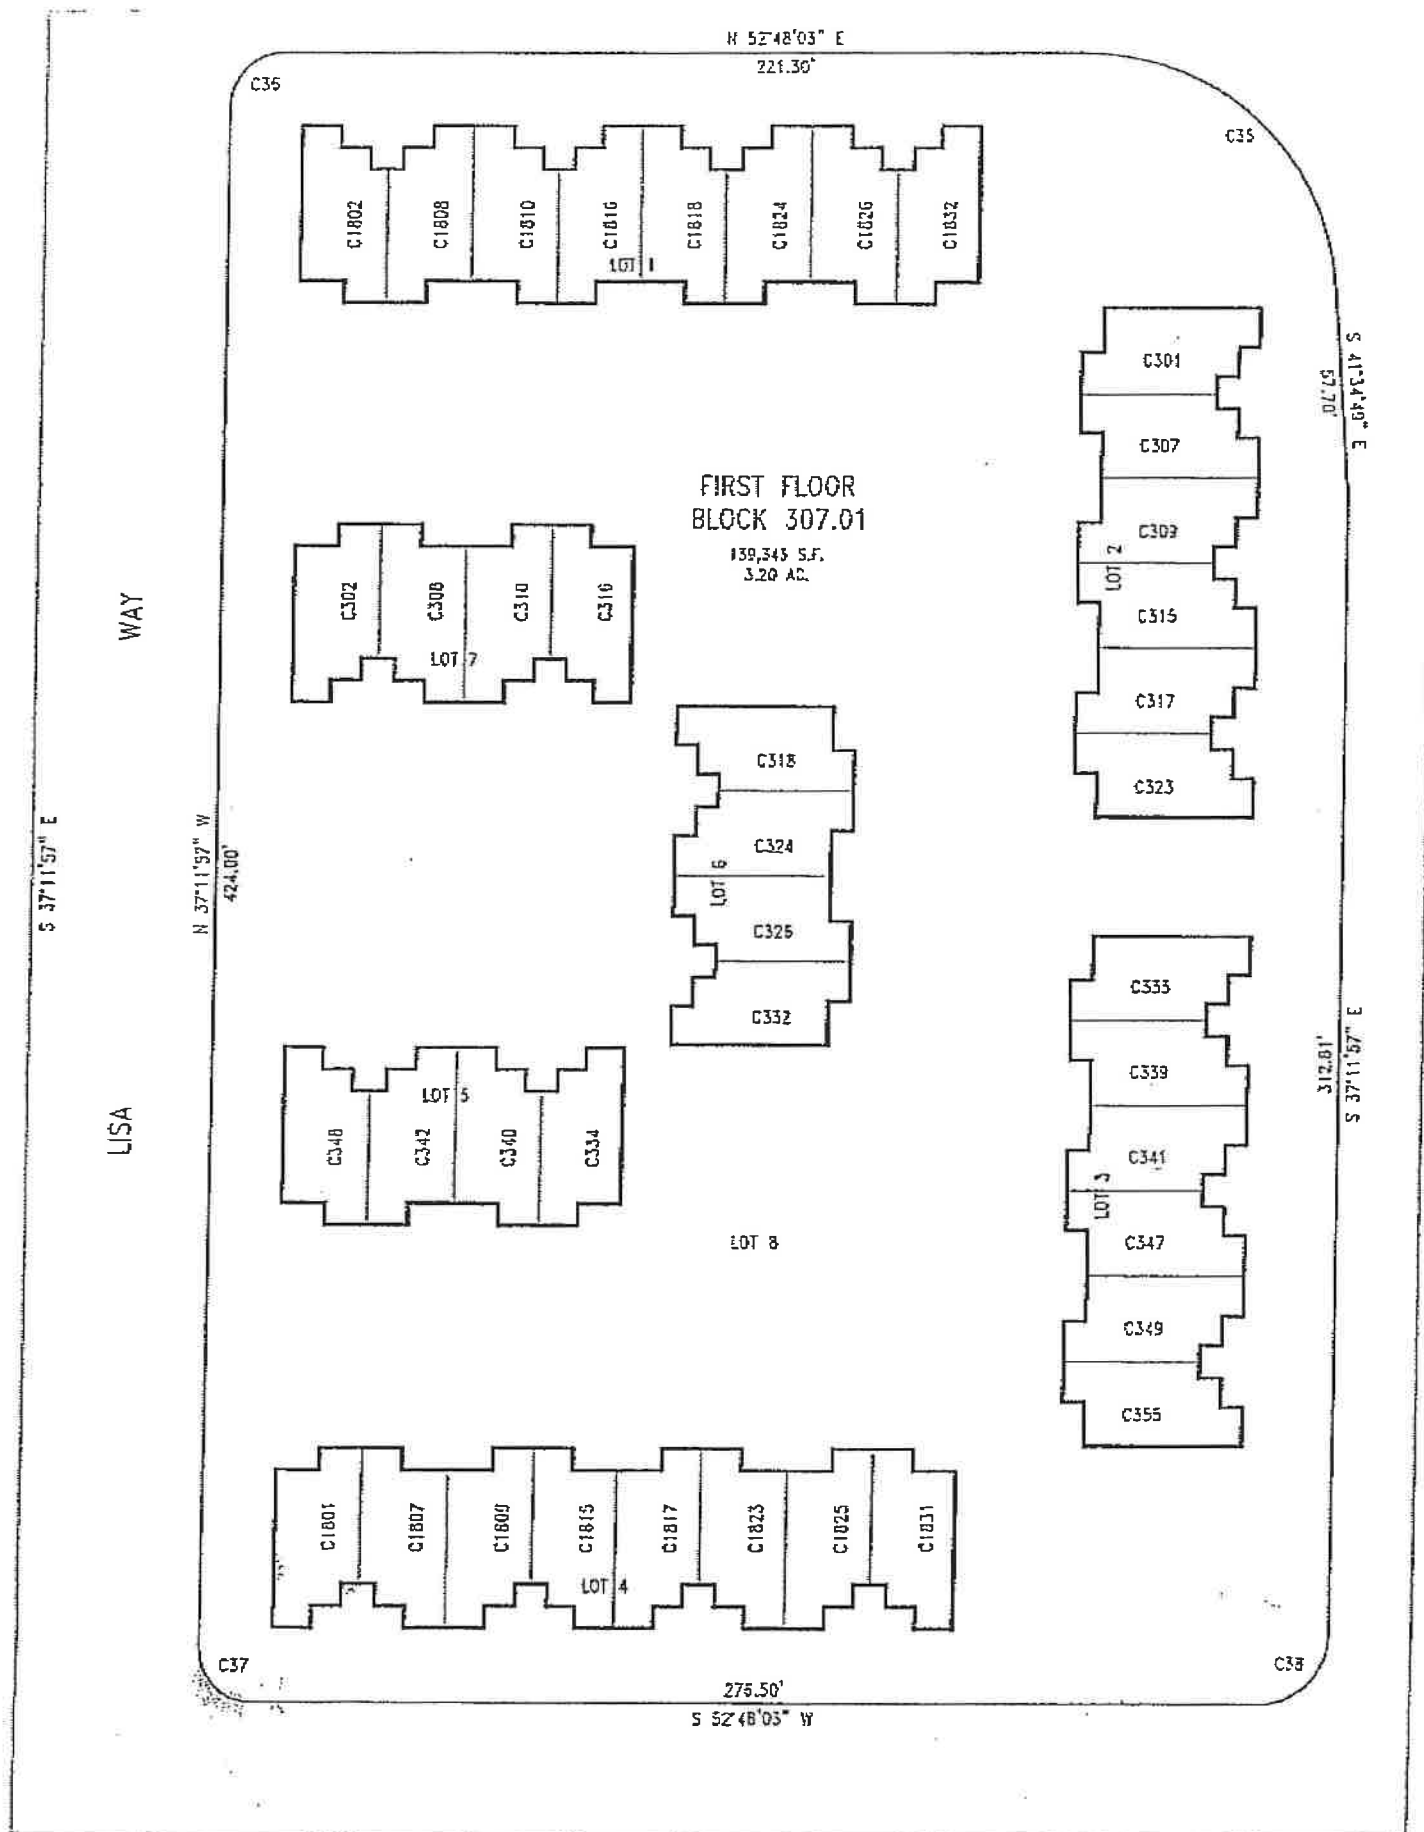 N 52°48'03" E
221.30'
C36
C35
C1802
C1808
C1810
C1816
C1818
C1824
C1826
C1832
LOT 1
S 41°34'49" E
57.70'
C301
C307
C309
LOT 2
C315
C317
C323
FIRST FLOOR
BLOCK 307.01
139,343 S.F.
3.20 AC.
C302
C308
C310
C316
LOT 7
WAY
LISA
S 37°11'57" E
N 37°11'57" W
424.00'
C318
C324
LOT 6
C326
C332
C333
C339
C341
LOT 3
C347
C349
C355
312.81'
S 37°11'57" E
LOT 5
C348
C342
C340
C334
LOT 8
C1801
C1807
C1809
C1815
C1817
C1823
C1825
C1831
LOT 4
C37
C38
275.50'
S 52°48'03" W